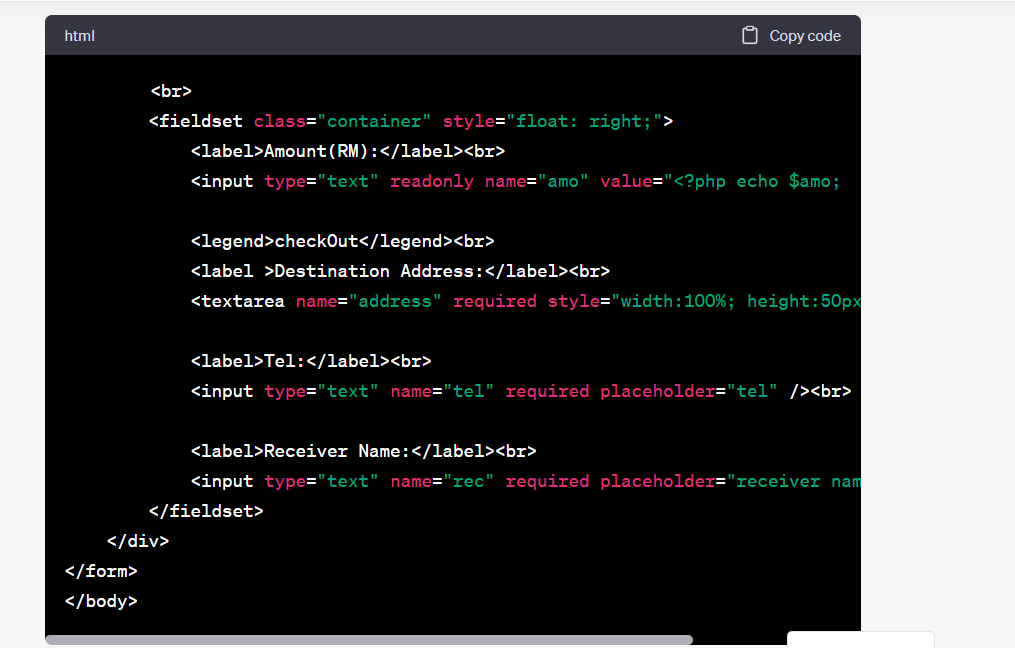 html
Copy code
<br>
<fieldset class="container" style="float: right;">
<label>Amount(RM):</label><br>
<input type="text" readonly name="amo" value="<?php echo $amo;
<legend>checkOut</legend><br>
<label >Destination Address:</label><br>
<textarea name="address" required style="width:100%; height:50px
<label>Tel:</label><br>
<input type="text" name="tel" required placeholder="tel" /><br>
<label>Receiver Name:</label><br>
<input type="text" name="rec" required placeholder="receiver nam
</fieldset>
</div>
</form>
</body>